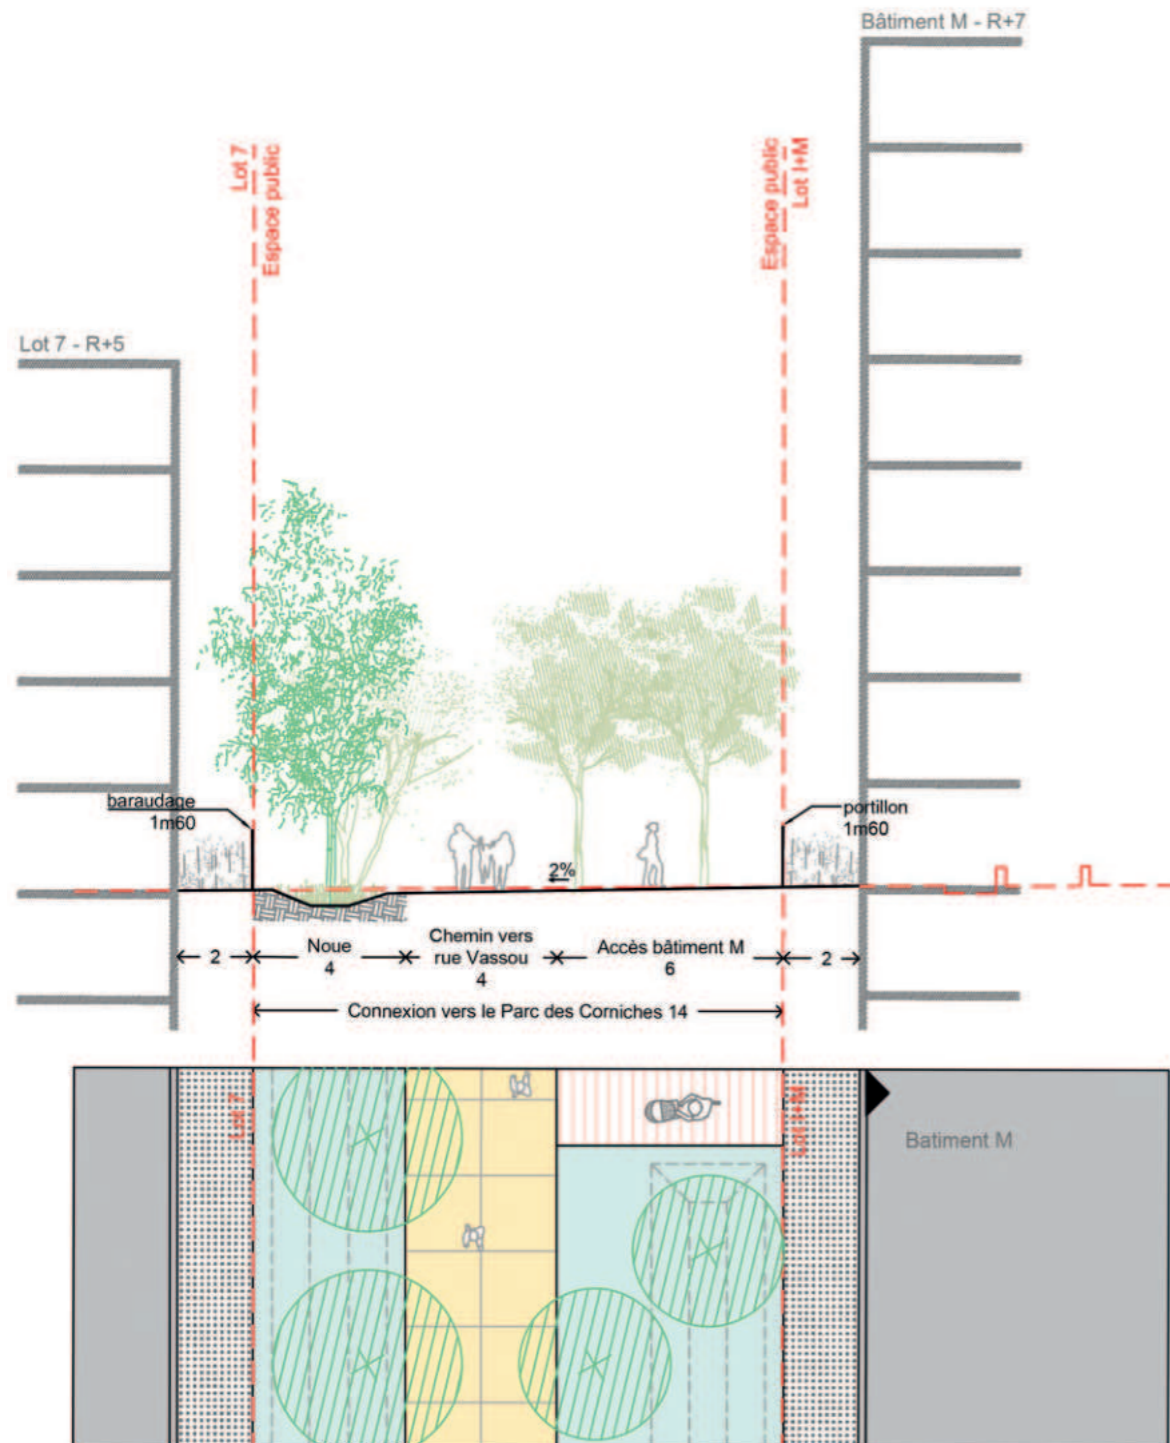 Bâtiment M - R+7
Lot 7
Espace public
Espace public
Lot I+M
Lot 7 - R+5
baraudage
1m60
portillon
1m60
2%
2
Noue
4
Chemin vers
rue Vassou
4
Accès bâtiment M
6
2
Connexion vers le Parc des Corniches 14
Lot 7
Lot I+M
Batiment M